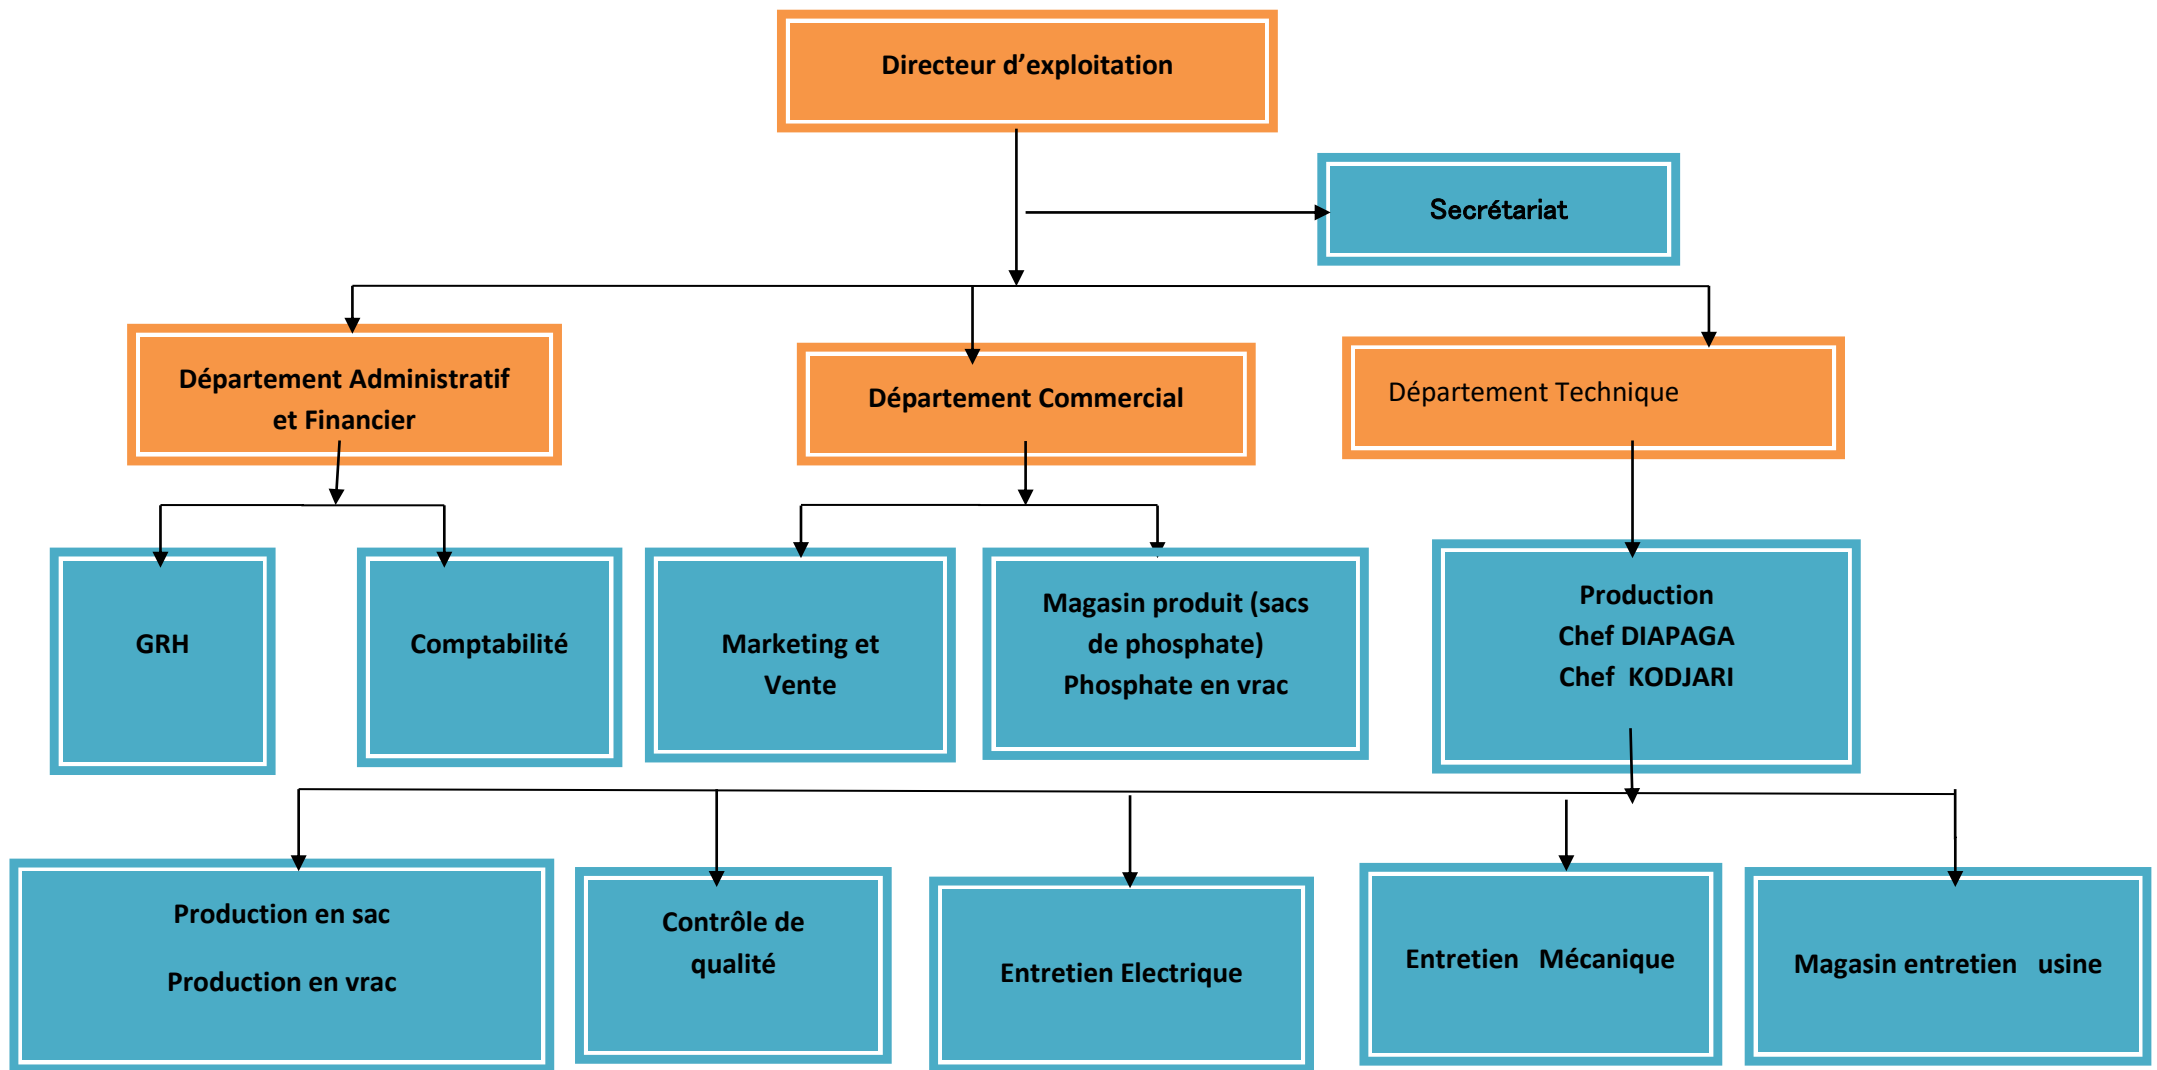 Directeur d’exploitation
Secrétariat
Département Administratif
et Financier
Département Commercial
Département Technique
GRH
Comptabilité
Marketing et
Vente
Magasin produit (sacs
de phosphate)
Phosphate en vrac
Production
Chef DIAPAGA
Chef  KODJARI
Production en sac
Production en vrac
Contrôle de
qualité
Entretien Electrique
Entretien   Mécanique
Magasin entretien   usine